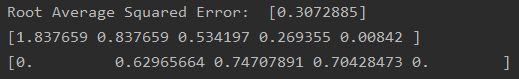 Root Average Squared Error:  [0.3072885]
[1.837659 0.837659 0.534197 0.269355 0.00842 ]
[0.         0.62965664 0.74707891 0.70428473 0.        ]